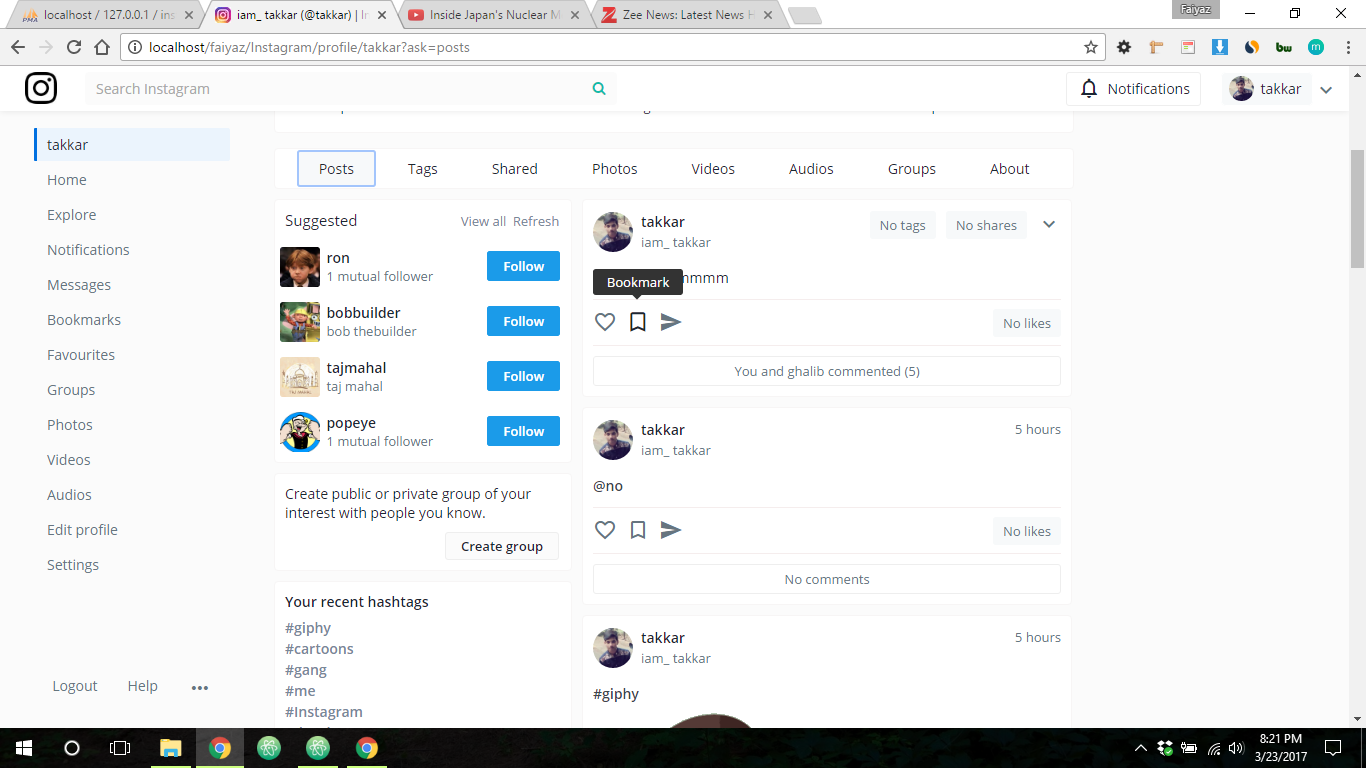 Faiyaz
localhost / 127.0.0.1 / ins
iam_ takkar (@takkar) | In
Inside Japan's Nuclear M
Zee News: Latest News H
localhost/faiyaz/Instagram/profile/takkar?ask=posts
bw
m
Search Instagram
Notifications
takkar
takkar
Home
Explore
Notifications
Messages
Bookmarks
Favourites
Groups
Photos
Videos
Audios
Edit profile
Settings
Logout Help
Posts Tags Shared Photos Videos Audios Groups About
Suggested View all Refresh
ron
1 mutual follower
Follow
bobbuilder
bob thebuilder
Follow
tajmahal
taj mahal
Follow
popeye
1 mutual follower
Follow
Create public or private group of your
interest with people you know.
Create group
Your recent hashtags
#giphy
#cartoons
#gang
#me
#Instagram
takkar
iam_ takkar
No tags No shares
Bookmark
No likes
You and ghalib commented (5)
takkar
iam_ takkar
5 hours
@no
No likes
No comments
takkar
iam_ takkar
5 hours
#giphy
8:21 PM
3/23/2017